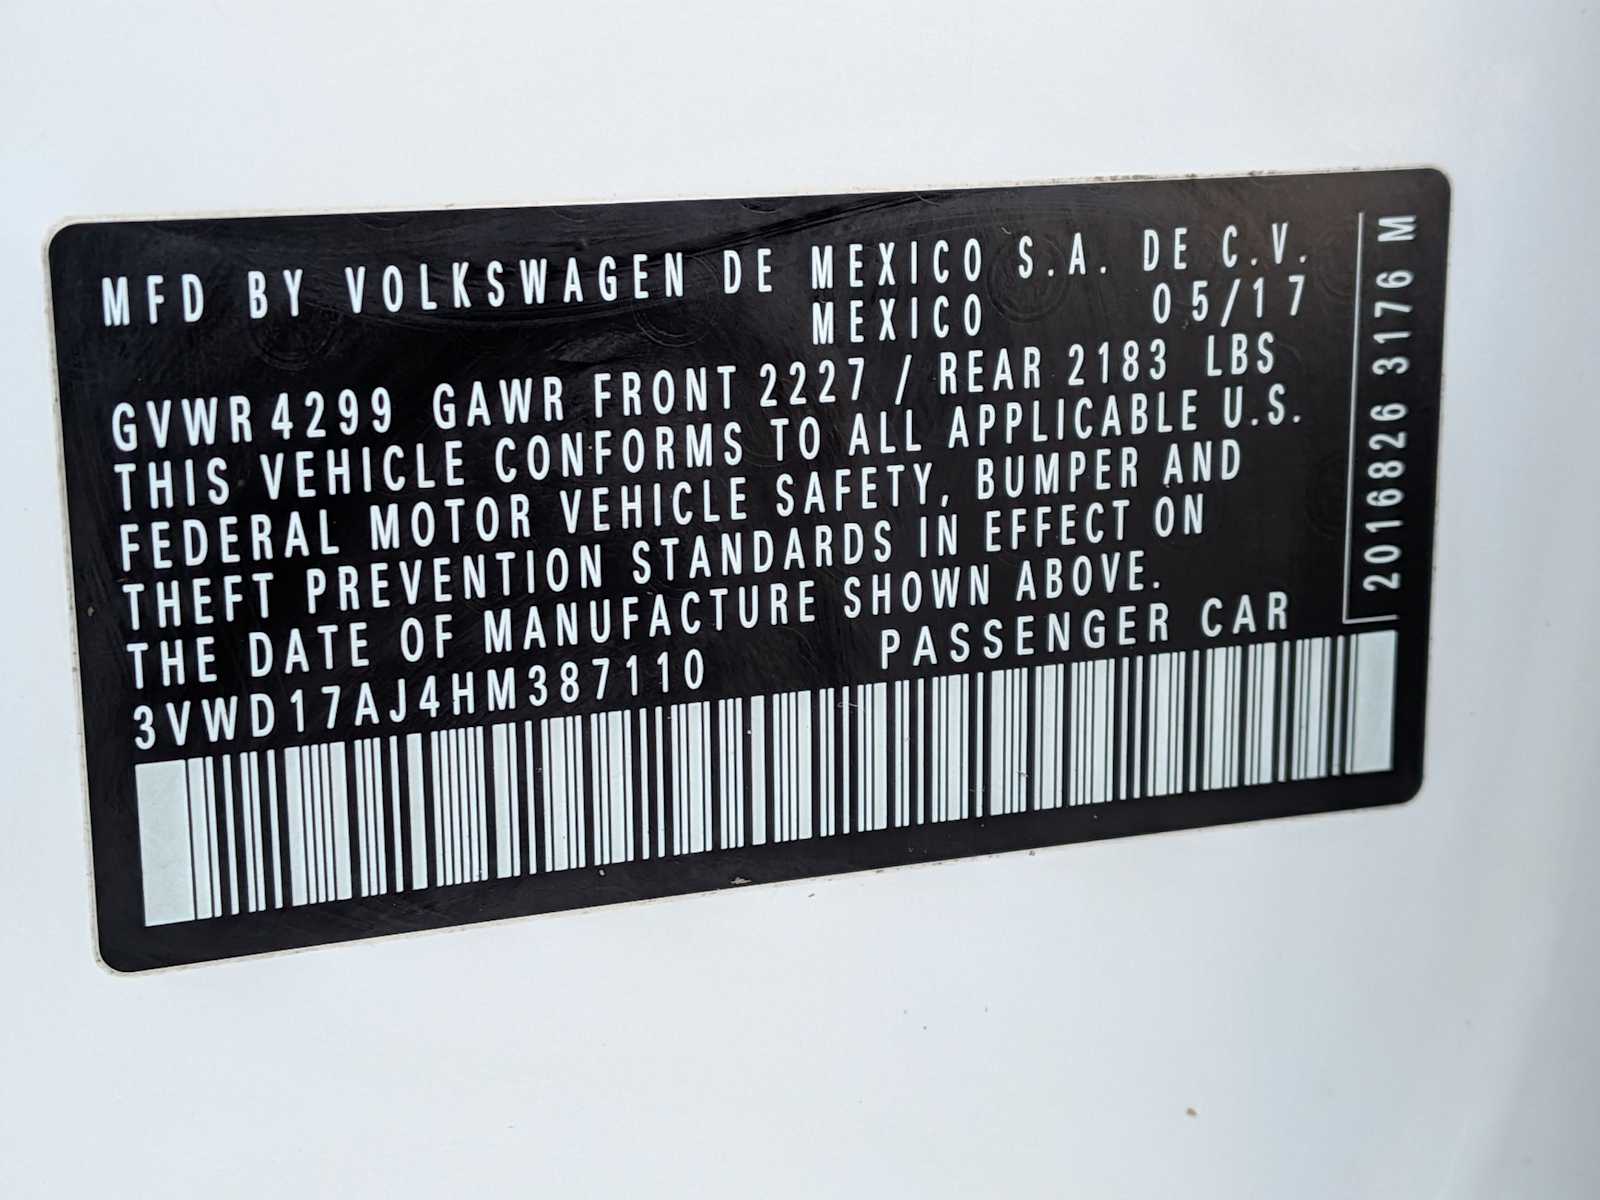 MFD BY VOLKSWAGEN DE MEXICO S.A. DE C.V.
MEXICO 05/17
GVWR 4299 GAWR FRONT 2227 / REAR 2183 LBS
THIS VEHICLE CONFORMS TO ALL APPLICABLE U.S.
FEDERAL MOTOR VEHICLE SAFETY, BUMPER AND
THEFT PREVENTION STANDARDS IN EFFECT ON
THE DATE OF MANUFACTURE SHOWN ABOVE.
3VWD17AJ4HM387110 PASSENGER CAR
2016826 3176 M